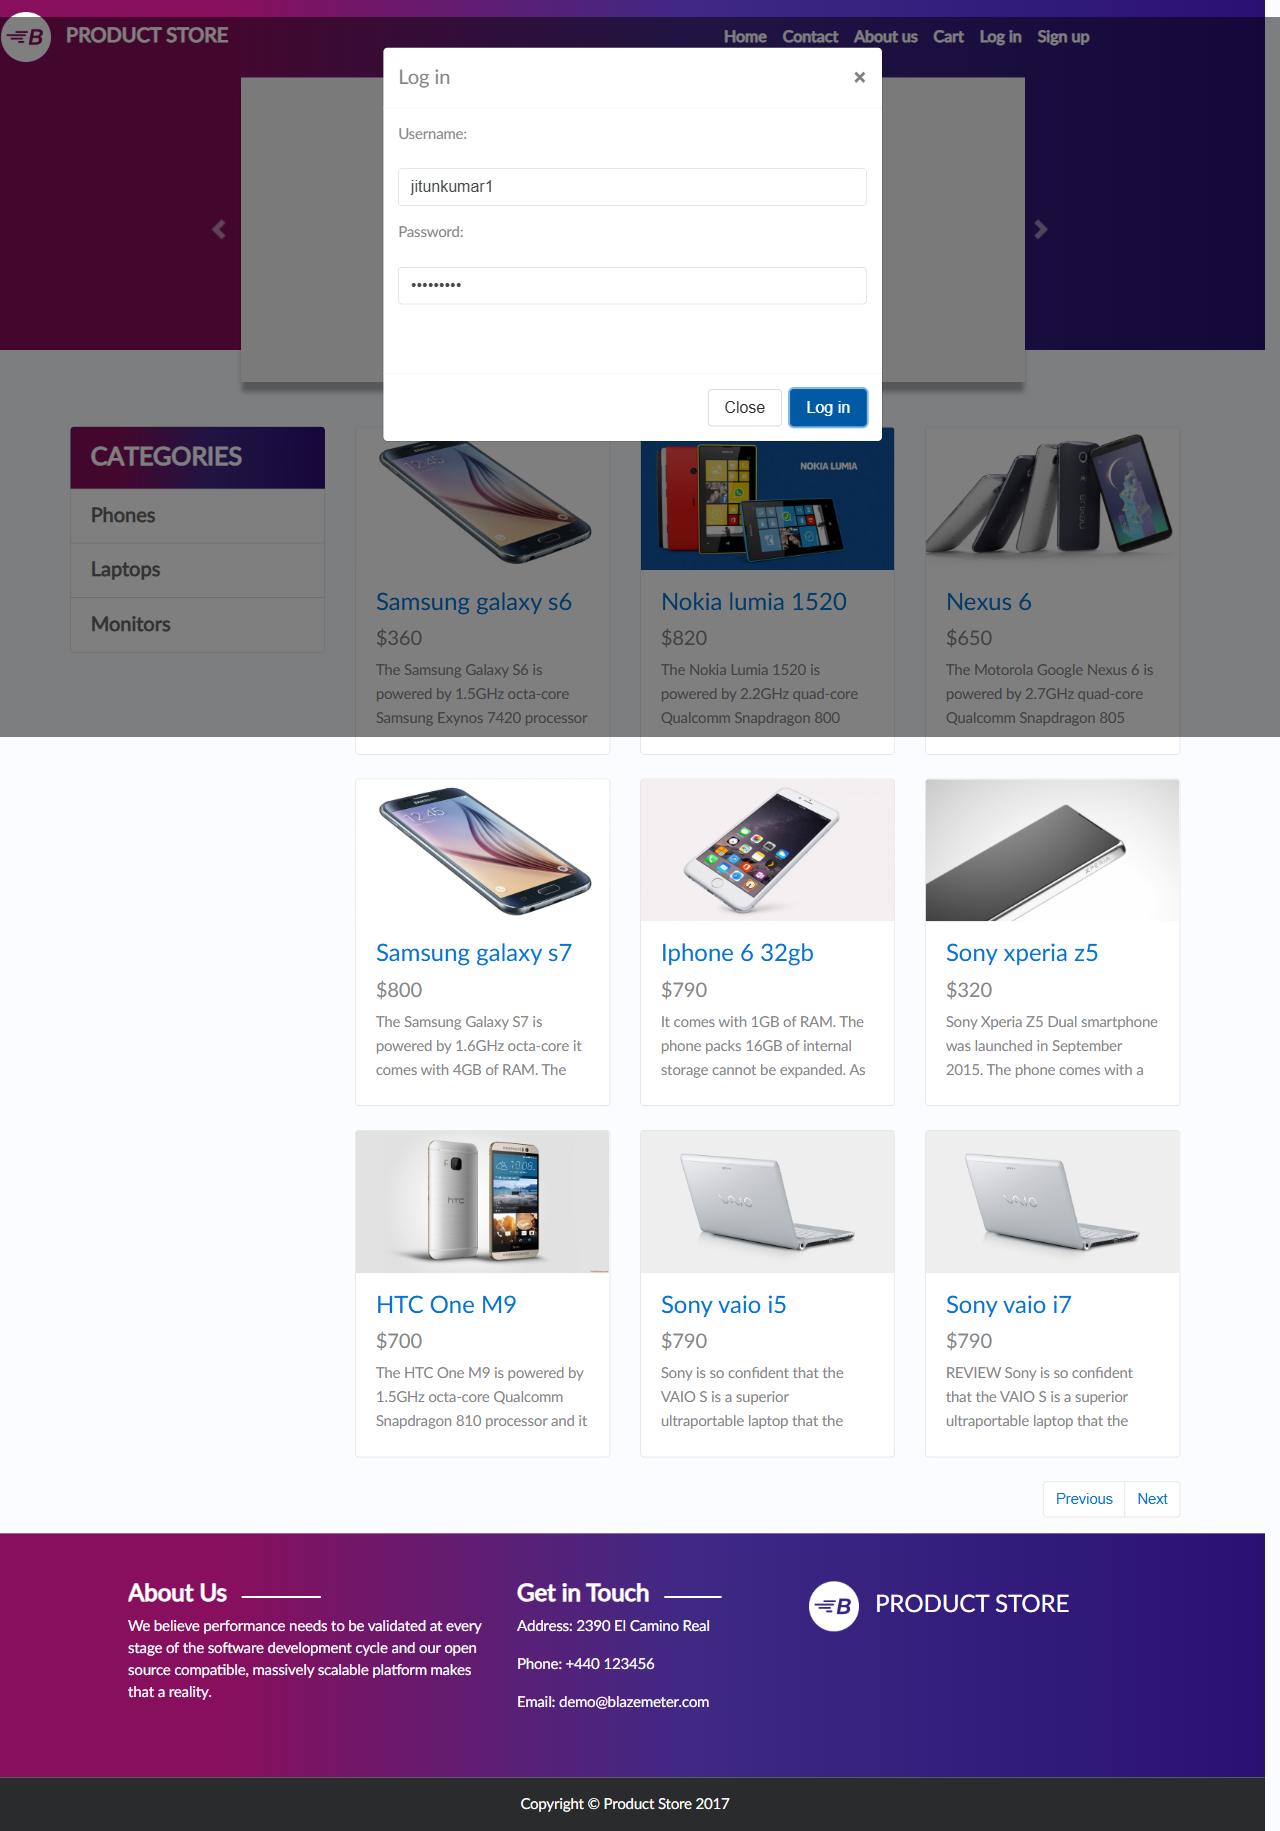 PRODUCT STORE
Home Contact About us Cart Log in Sign up
Log in
×
Username:
jitunkumar1
Password:
•••••••••
Close
Log in
CATEGORIES
Phones
Laptops
Monitors
Samsung galaxy s6
$360
The Samsung Galaxy S6 is
powered by 1.5GHz octa-core
Samsung Exynos 7420 processor
NOKIA LUMIA
Nokia lumia 1520
$820
The Nokia Lumia 1520 is
powered by 2.2GHz quad-core
Qualcomm Snapdragon 800
Nexus 6
$650
The Motorola Google Nexus 6 is
powered by 2.7GHz quad-core
Qualcomm Snapdragon 805
12:45
Samsung galaxy s7
$800
The Samsung Galaxy S7 is
powered by 1.6GHz octa-core it
comes with 4GB of RAM. The
Iphone 6 32gb
$790
It comes with 1GB of RAM. The
phone packs 16GB of internal
storage cannot be expanded. As
XPERIA
Sony xperia z5
$320
Sony Xperia Z5 Dual smartphone
was launched in September
2015. The phone comes with a
hTC
10:08
HTC One M9
$700
The HTC One M9 is powered by
1.5GHz octa-core Qualcomm
Snapdragon 810 processor and it
VAIO
Sony vaio i5
$790
Sony is so confident that the
VAIO S is a superior
ultraportable laptop that the
VAIO
Sony vaio i7
$790
REVIEW Sony is so confident
that the VAIO S is a superior
ultraportable laptop that the
Previous
Next
About Us
We believe performance needs to be validated at every
stage of the software development cycle and our open
source compatible, massively scalable platform makes
that a reality.
Get in Touch
Address: 2390 El Camino Real
Phone: +440 123456
Email: demo@blazemeter.com
B
PRODUCT STORE
Copyright © Product Store 2017